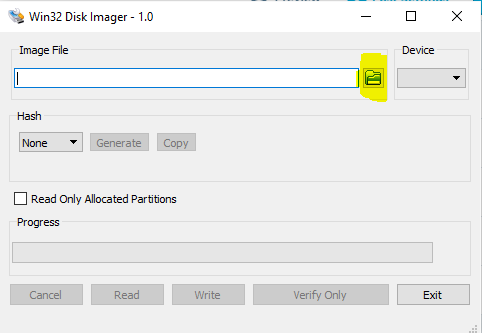 Win32 Disk Imager - 1.0
Image File
Device
Hash
None
Generate
Copy
Read Only Allocated Partitions
Progress
Cancel
Read
Write
Verify Only
Exit